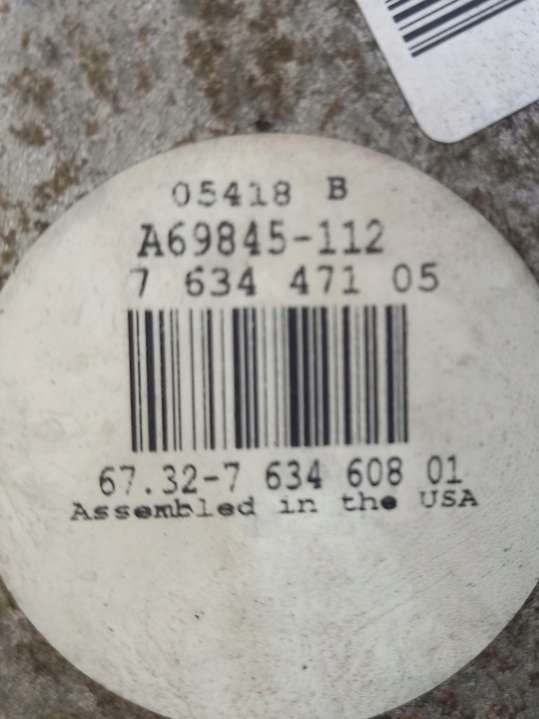 05418 B
A69845-112
7 634 471 05
67.32-7 634 608 01
Assembled in the USA